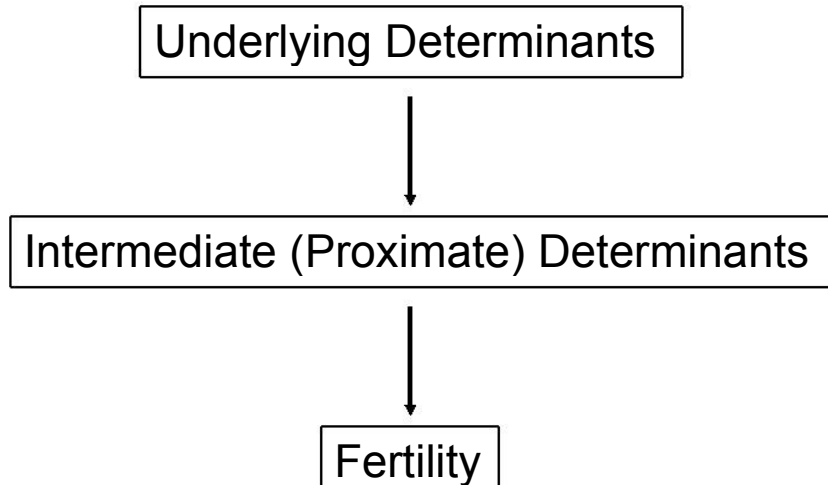 Underlying Determinants
Intermediate (Proximate) Determinants
Fertility